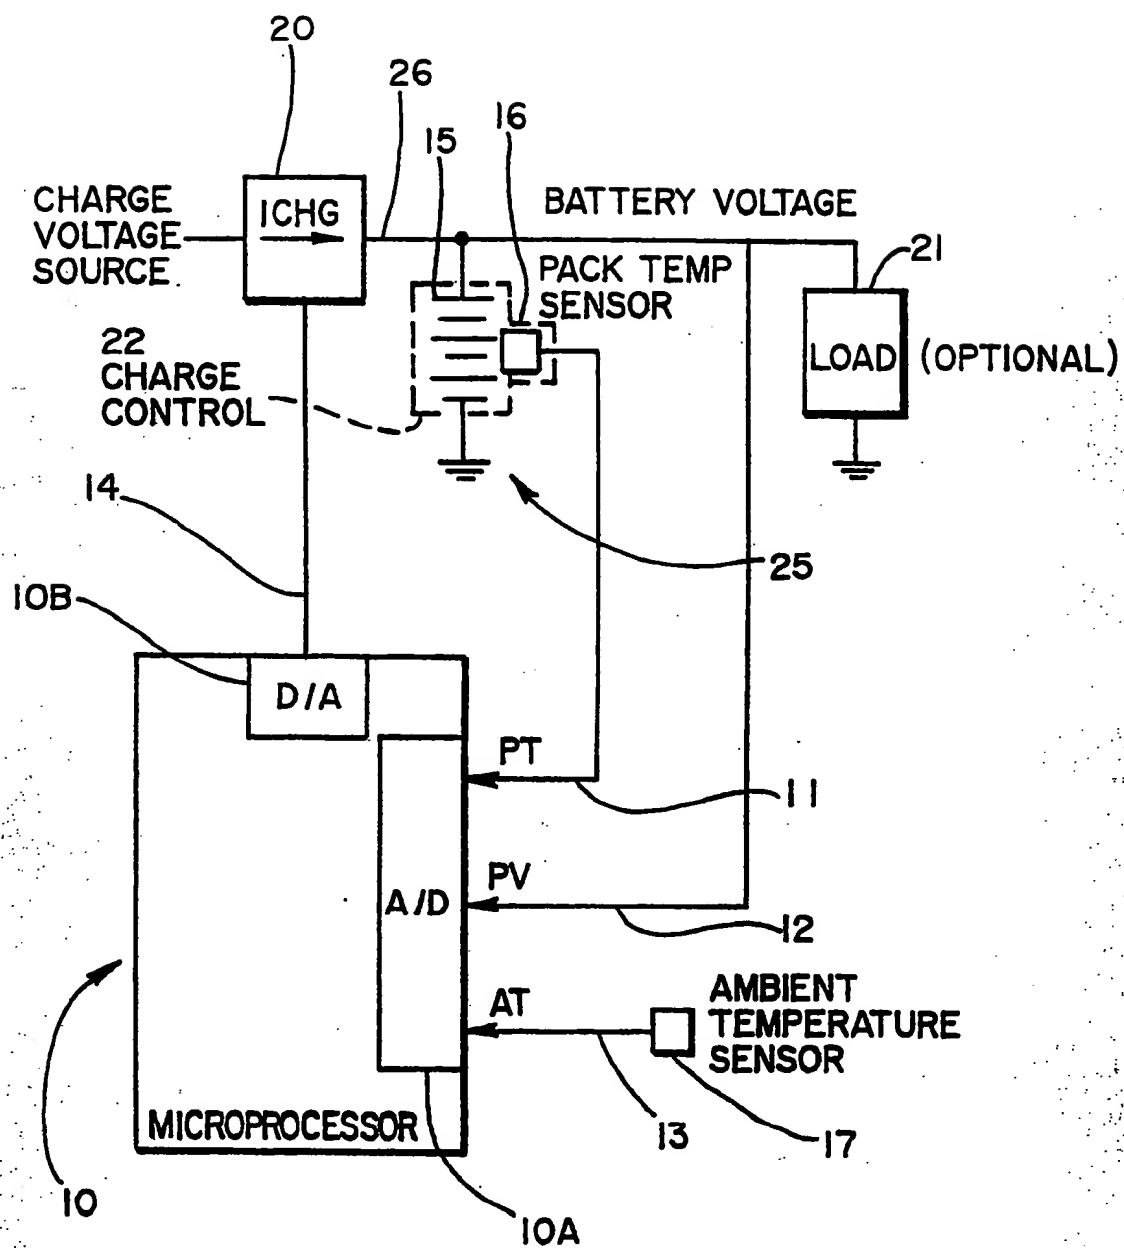 20
26
16
15
CHARGE
VOLTAGE
SOURCE
ICHG
BATTERY VOLTAGE
21
PACK TEMP
SENSOR
22
CHARGE
CONTROL
LOAD
(OPTIONAL)
14
25
10B
D/A
PT
11
PV
A/D
12
AT
AMBIENT
TEMPERATURE
SENSOR
MICROPROCESSOR
13
17
10
10A